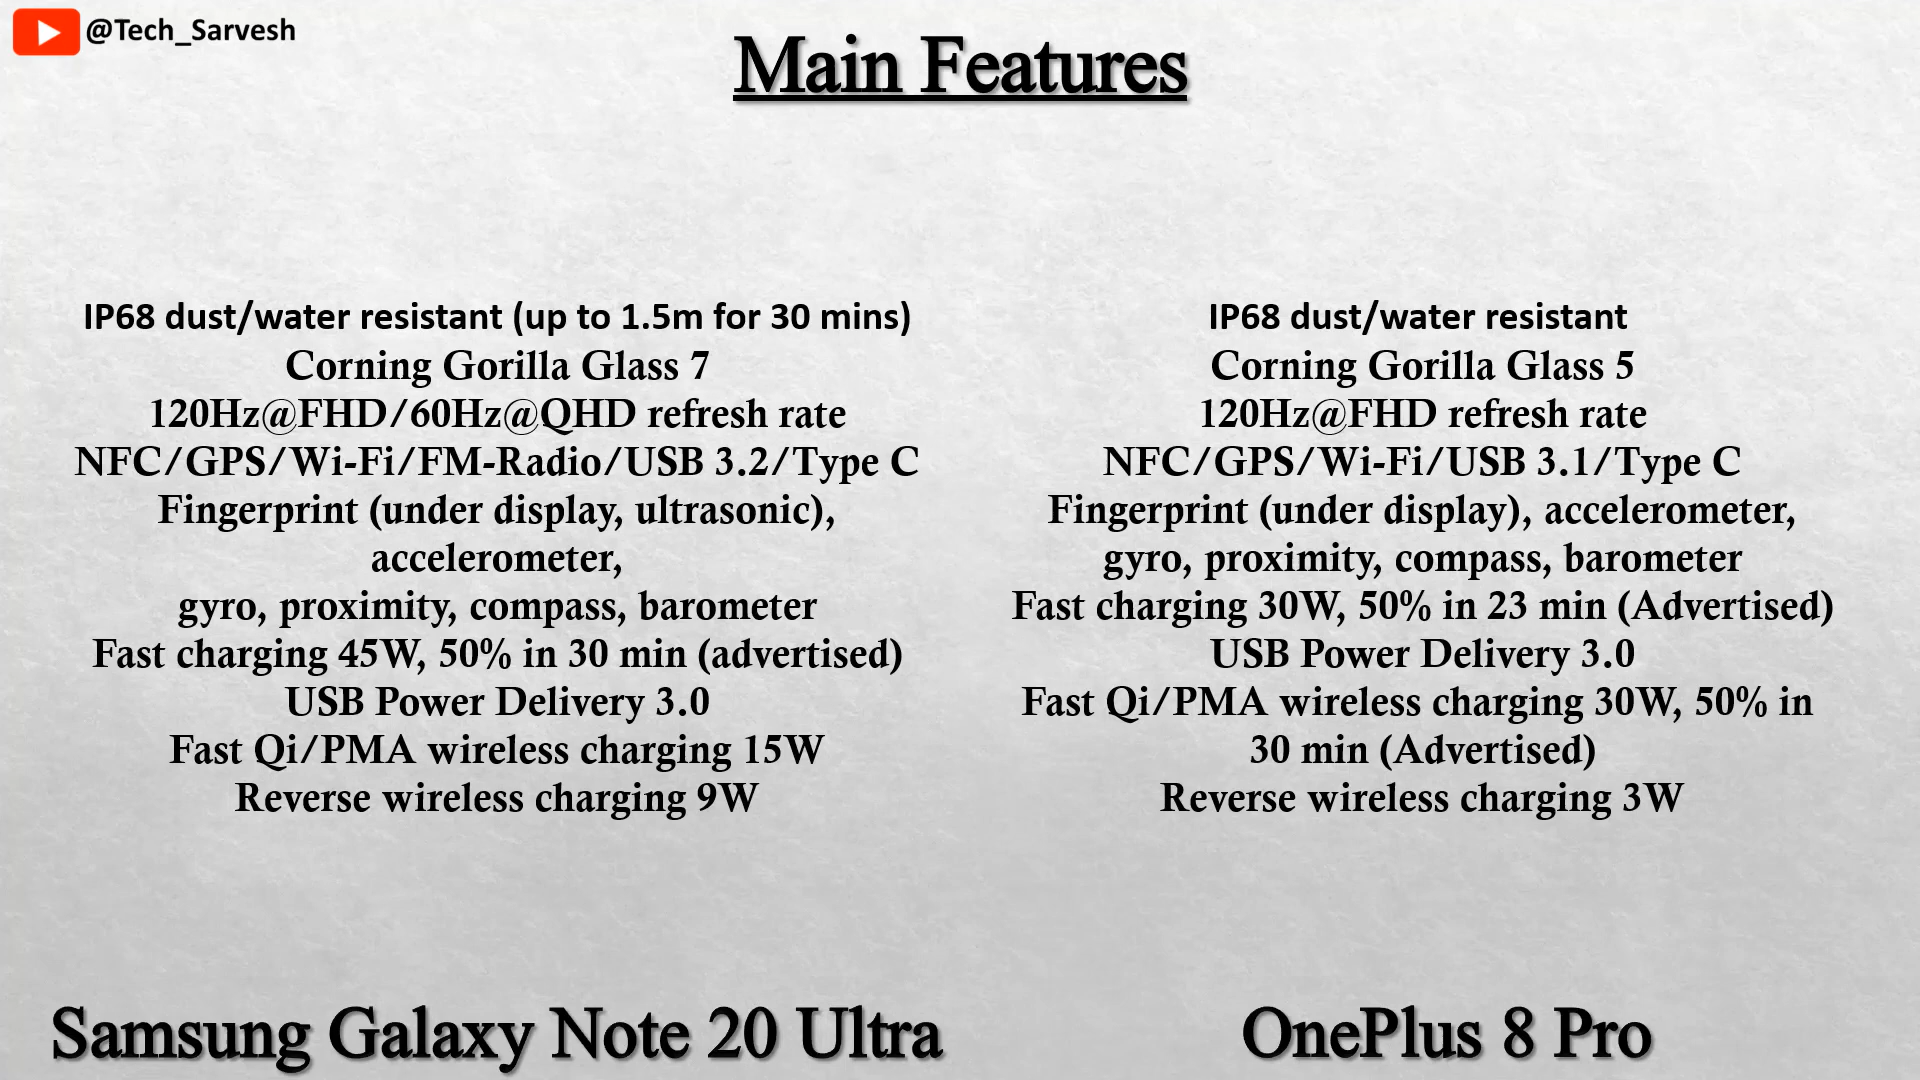 @Tech_Sarvesh
Main Features
IP68 dust/water resistant (up to 1.5m for 30 mins)
Corning Gorilla Glass 7
120Hz@FHD/60Hz@QHD refresh rate
NFC/GPS/Wi-Fi/FM-Radio/USB 3.2/Type C
Fingerprint (under display, ultrasonic),
accelerometer,
gyro, proximity, compass, barometer
Fast charging 45W, 50% in 30 min (advertised)
USB Power Delivery 3.0
Fast Qi/PMA wireless charging 15W
Reverse wireless charging 9W
Samsung Galaxy Note 20 Ultra
IP68 dust/water resistant
Corning Gorilla Glass 5
120Hz@FHD refresh rate
NFC/GPS/Wi-Fi/USB 3.1/Type C
Fingerprint (under display), accelerometer,
gyro, proximity, compass, barometer
Fast charging 30W, 50% in 23 min (Advertised)
USB Power Delivery 3.0
Fast Qi/PMA wireless charging 30W, 50% in
30 min (Advertised)
Reverse wireless charging 3W
OnePlus 8 Pro